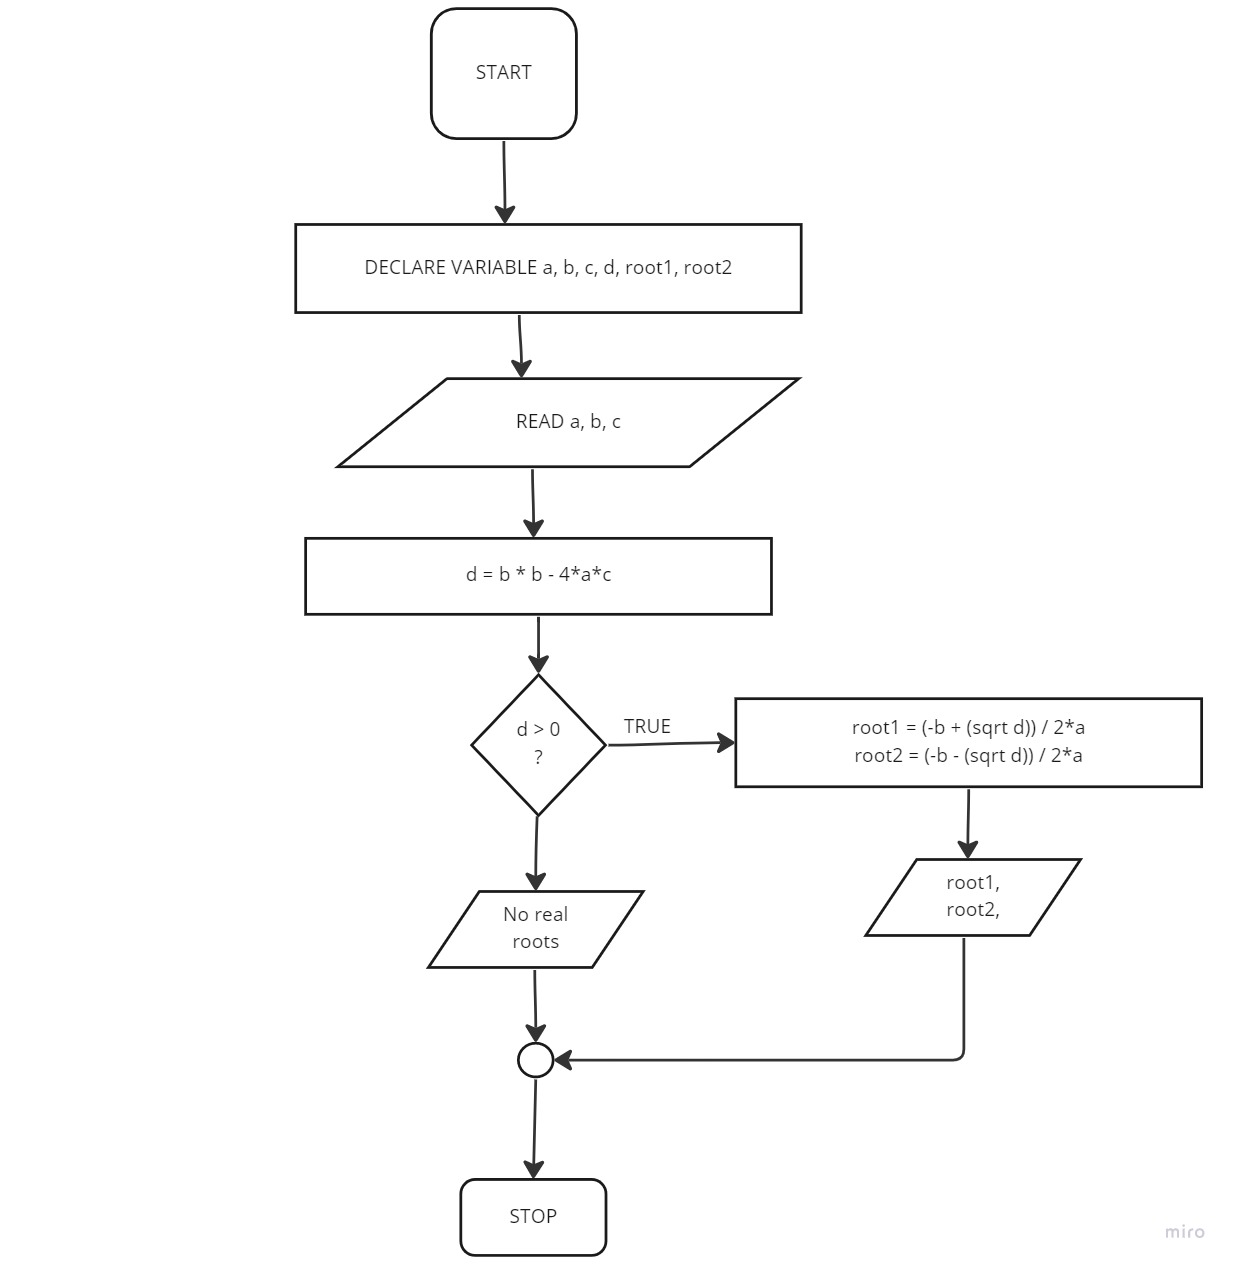 START
DECLARE VARIABLE a, b, c, d, root1, root2
READ a, b, c
d = b * b - 4*a*c
d > 0
?
TRUE
root1 = (-b + (sqrt d)) / 2*a
root2 = (-b - (sqrt d)) / 2*a
root1,
root2,
No real
roots
STOP
miro